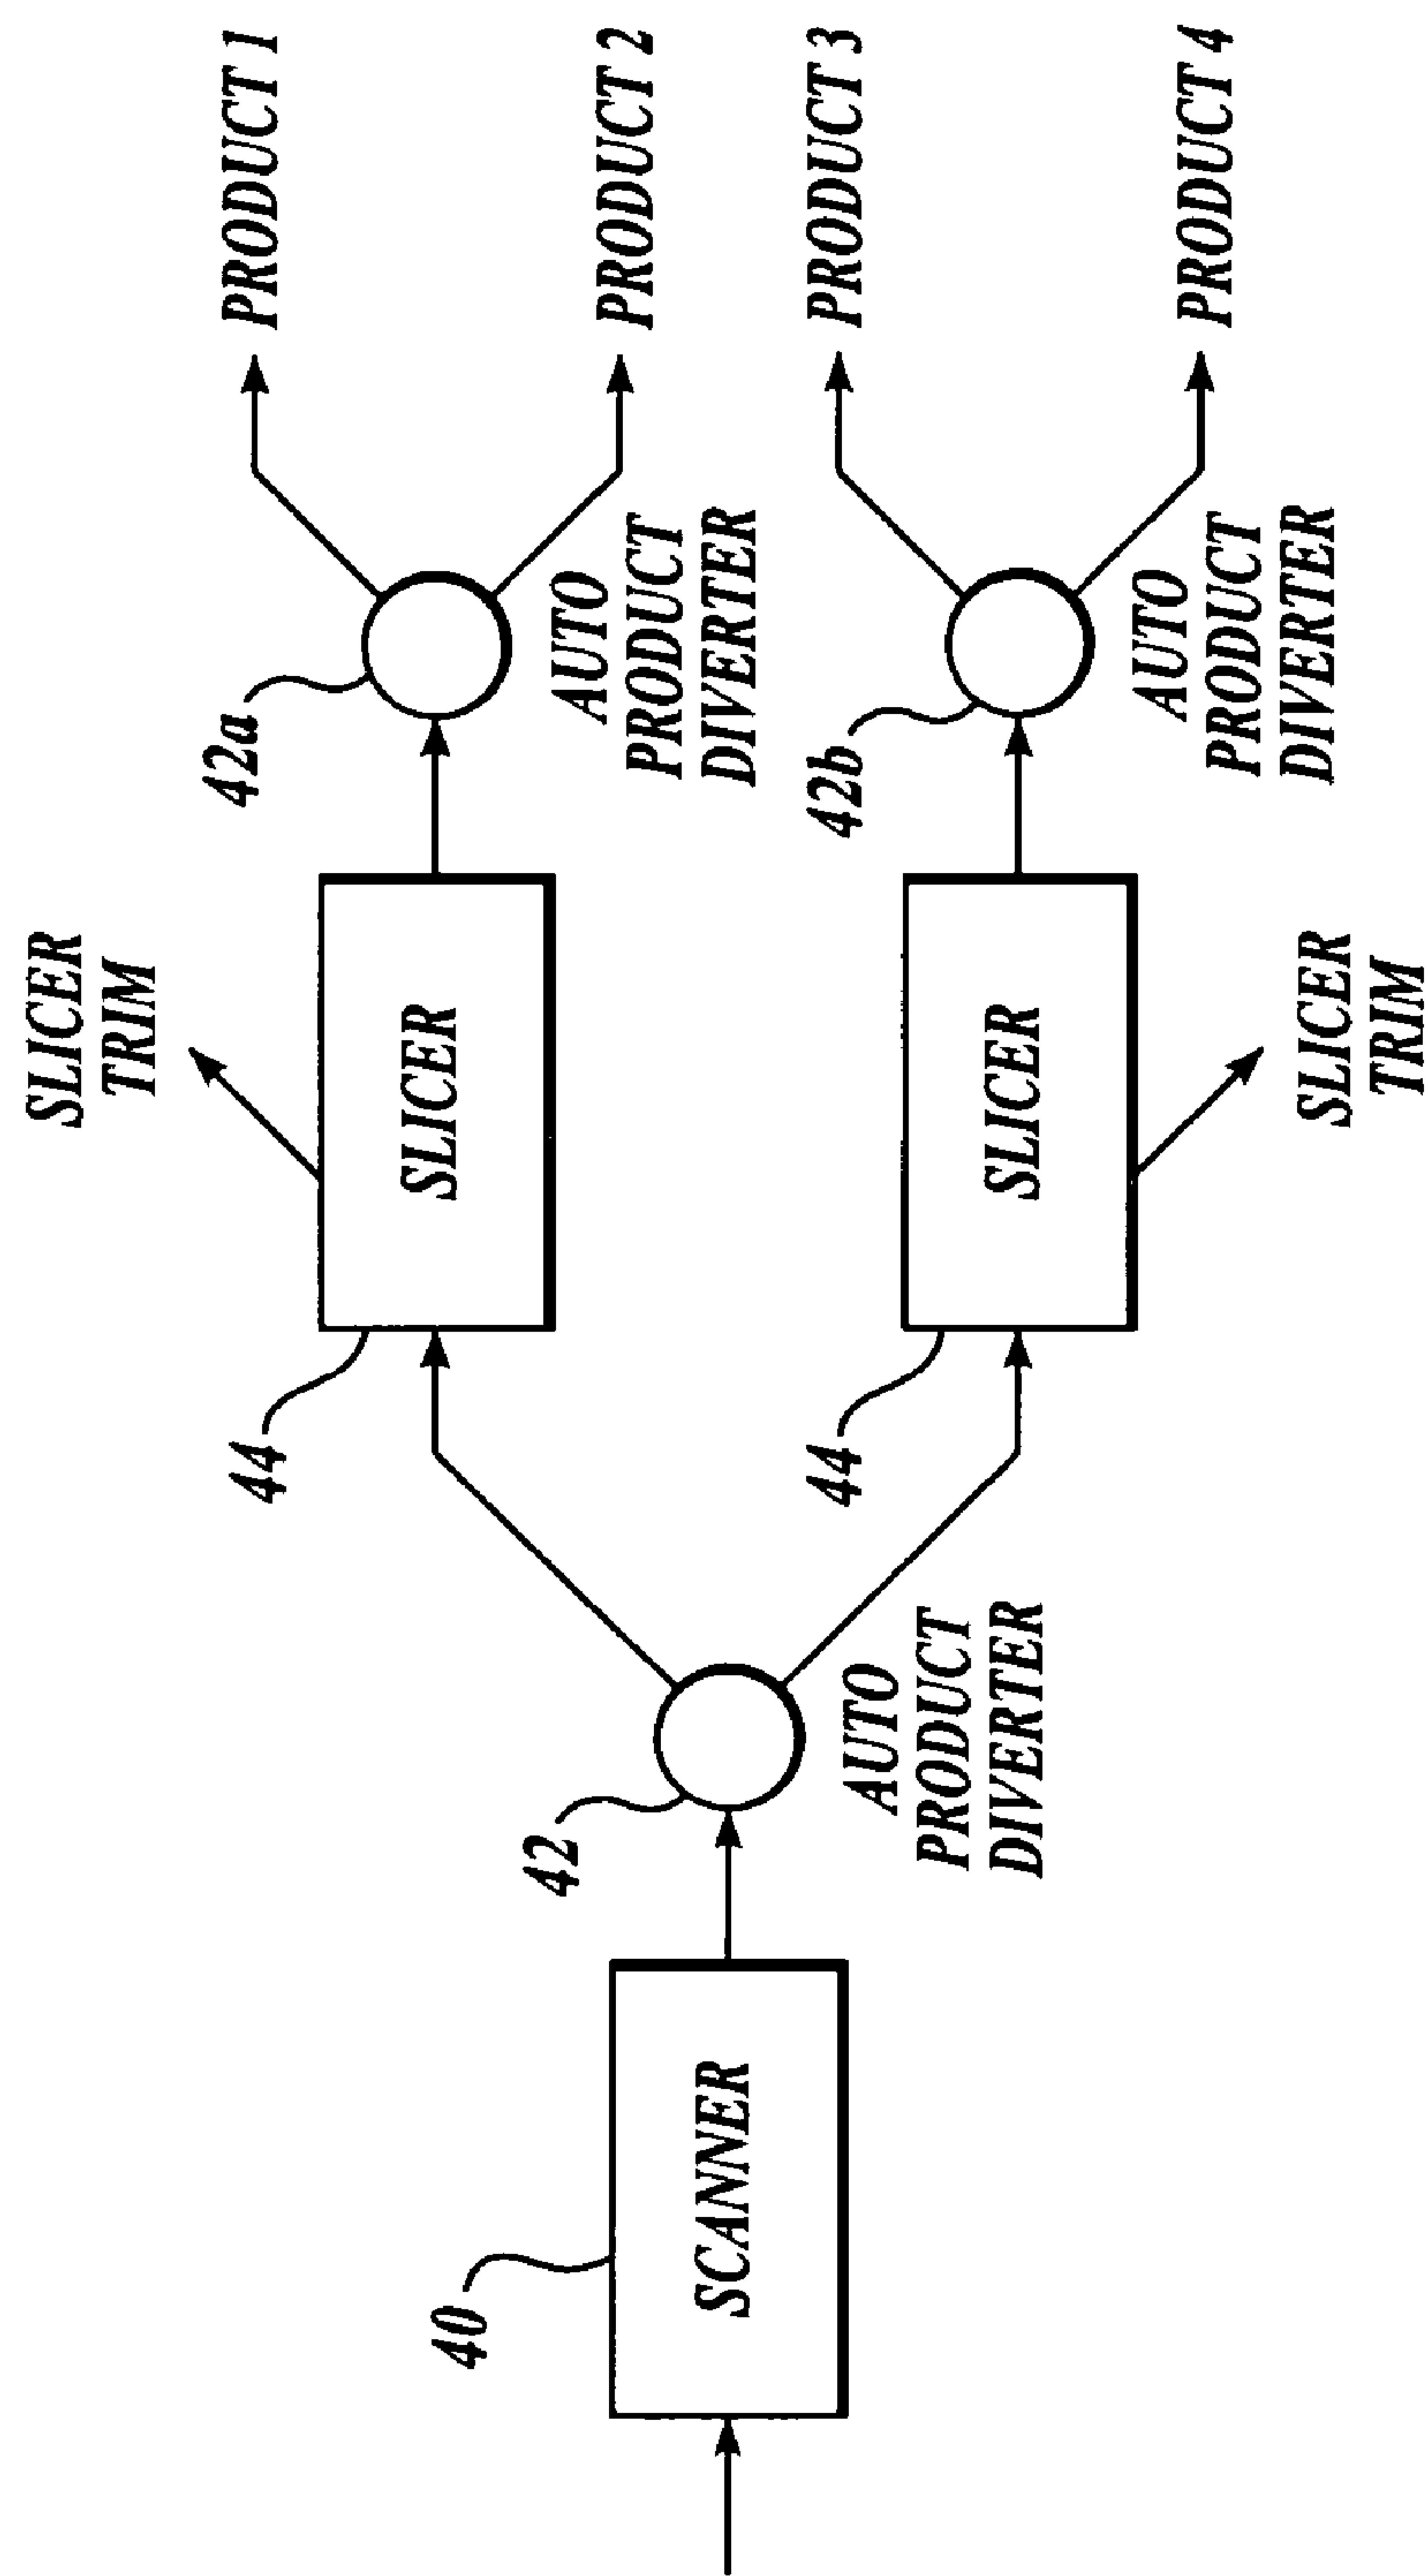 40
SCANNER
42
AUTO
PRODUCT
DIVERTER
44
SLICER
SLICER
TRIM
42a
AUTO
PRODUCT
DIVERTER
PRODUCT 1
PRODUCT 2
44
SLICER
SLICER
TRIM
42b
AUTO
PRODUCT
DIVERTER
PRODUCT 3
PRODUCT 4